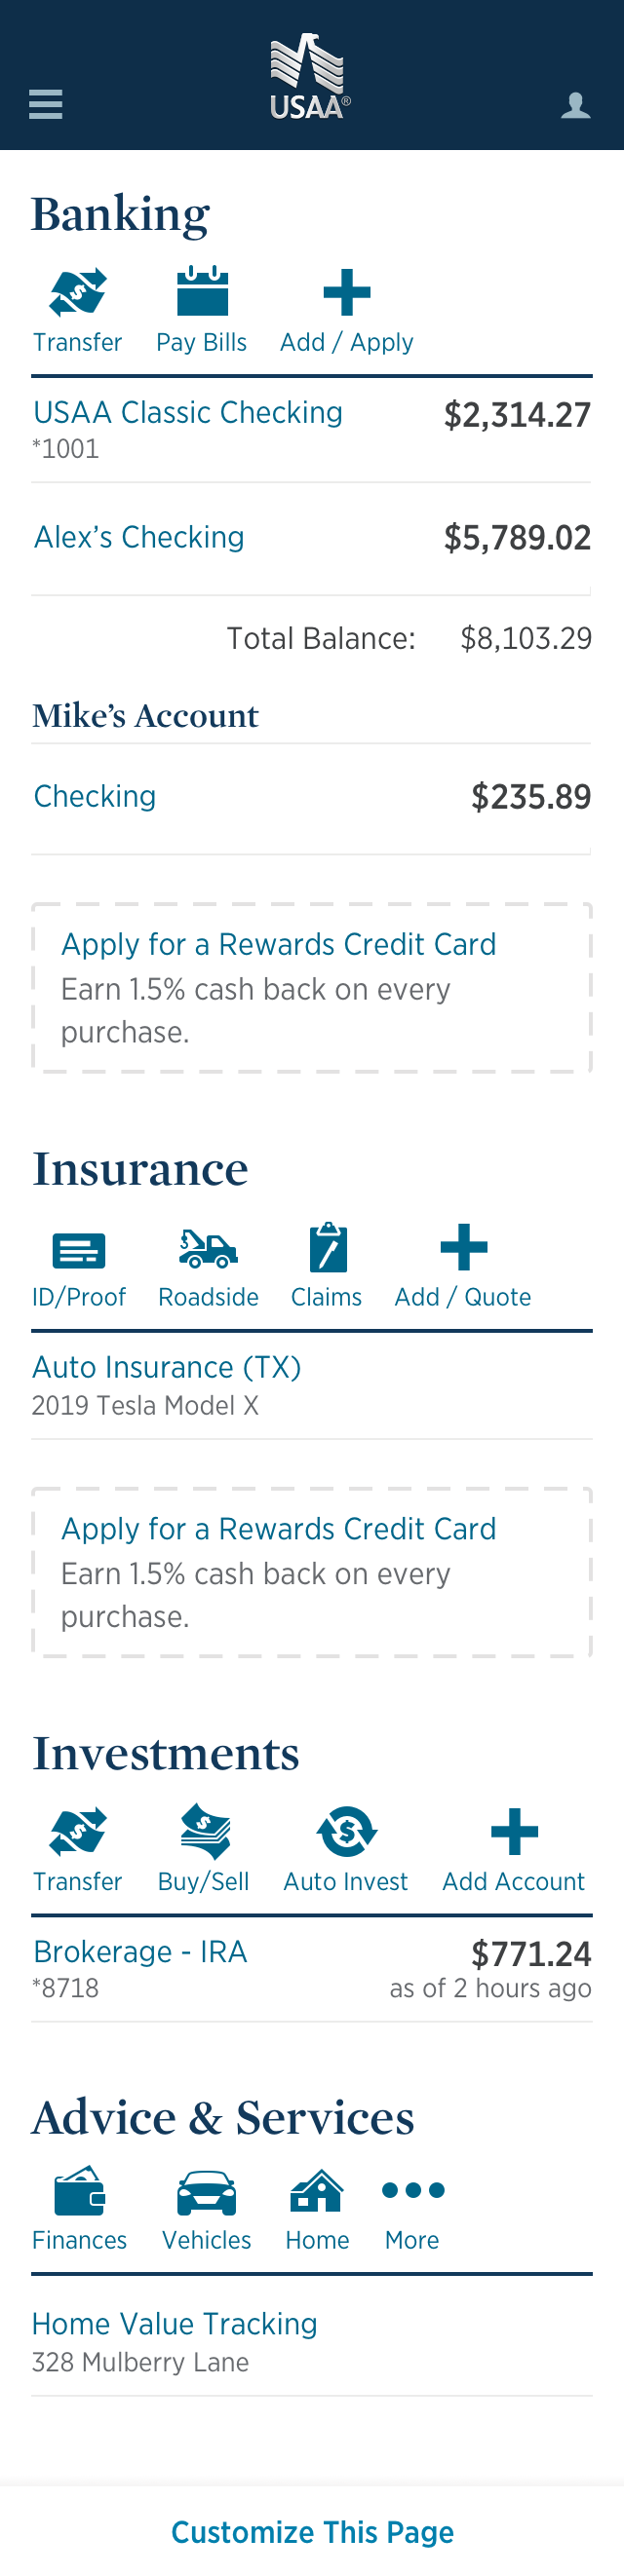 USAA®
Banking
Transfer Pay Bills Add / Apply
USAA Classic Checking $2,314.27
*1001
Alex’s Checking $5,789.02
Total Balance: $8,103.29
Mike’s Account
Checking $235.89
Apply for a Rewards Credit Card
Earn 1.5% cash back on every
purchase.
Insurance
ID/Proof Roadside Claims Add / Quote
Auto Insurance (TX)
2019 Tesla Model X
Apply for a Rewards Credit Card
Earn 1.5% cash back on every
purchase.
Investments
Transfer Buy/Sell Auto Invest Add Account
Brokerage - IRA $771.24
*8718 as of 2 hours ago
Advice & Services
Finances Vehicles Home More
Home Value Tracking
328 Mulberry Lane
Customize This Page